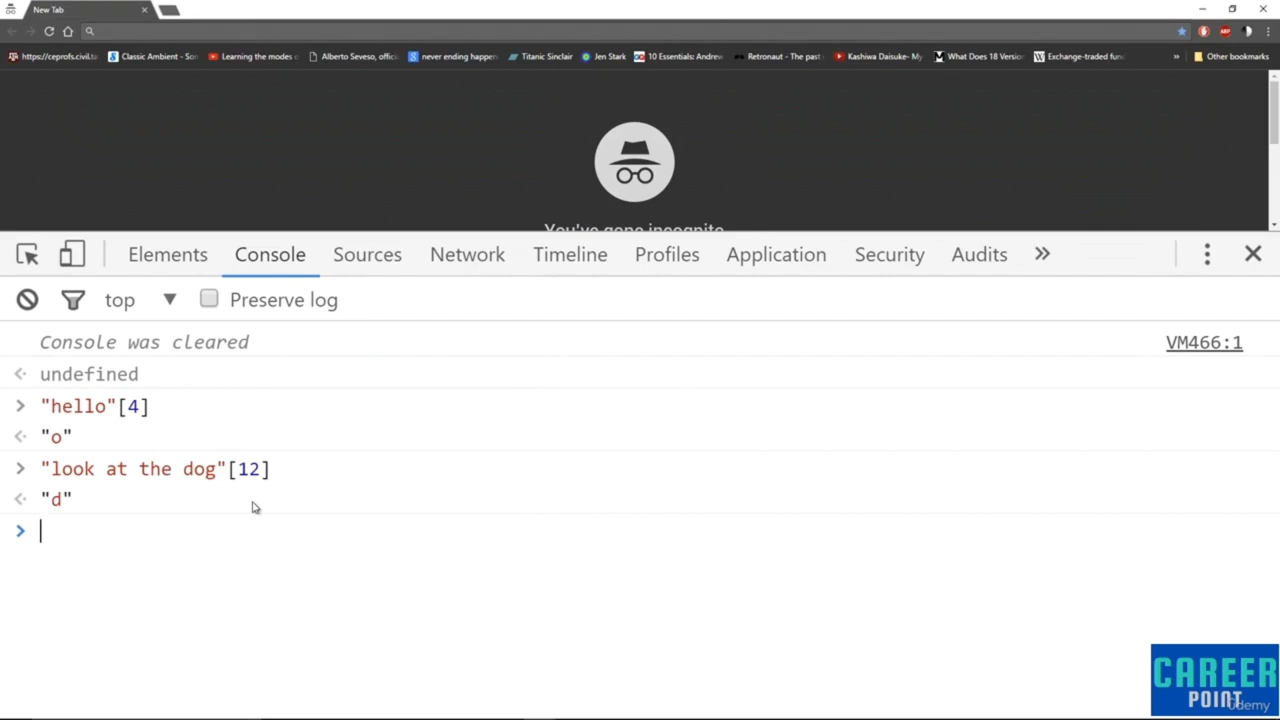 New Tab
https://ceprofs.civil.ta Classic Ambient - Son Learning the modes o Alberto Seveso, offici never ending happen Titanic Sinclair Jen Stark 10 Essentials: Andrew Retronaut - The past Kashiwa Daisuke- My What Does 18 Version Exchange-traded func » Other bookmarks
You've gone incognito
Elements Console Sources Network Timeline Profiles Application Security Audits »
top Preserve log
Console was cleared VM466:1
undefined
"hello"[4]
"o"
"look at the dog"[12]
"d"
CAREER
POINT
Udemy